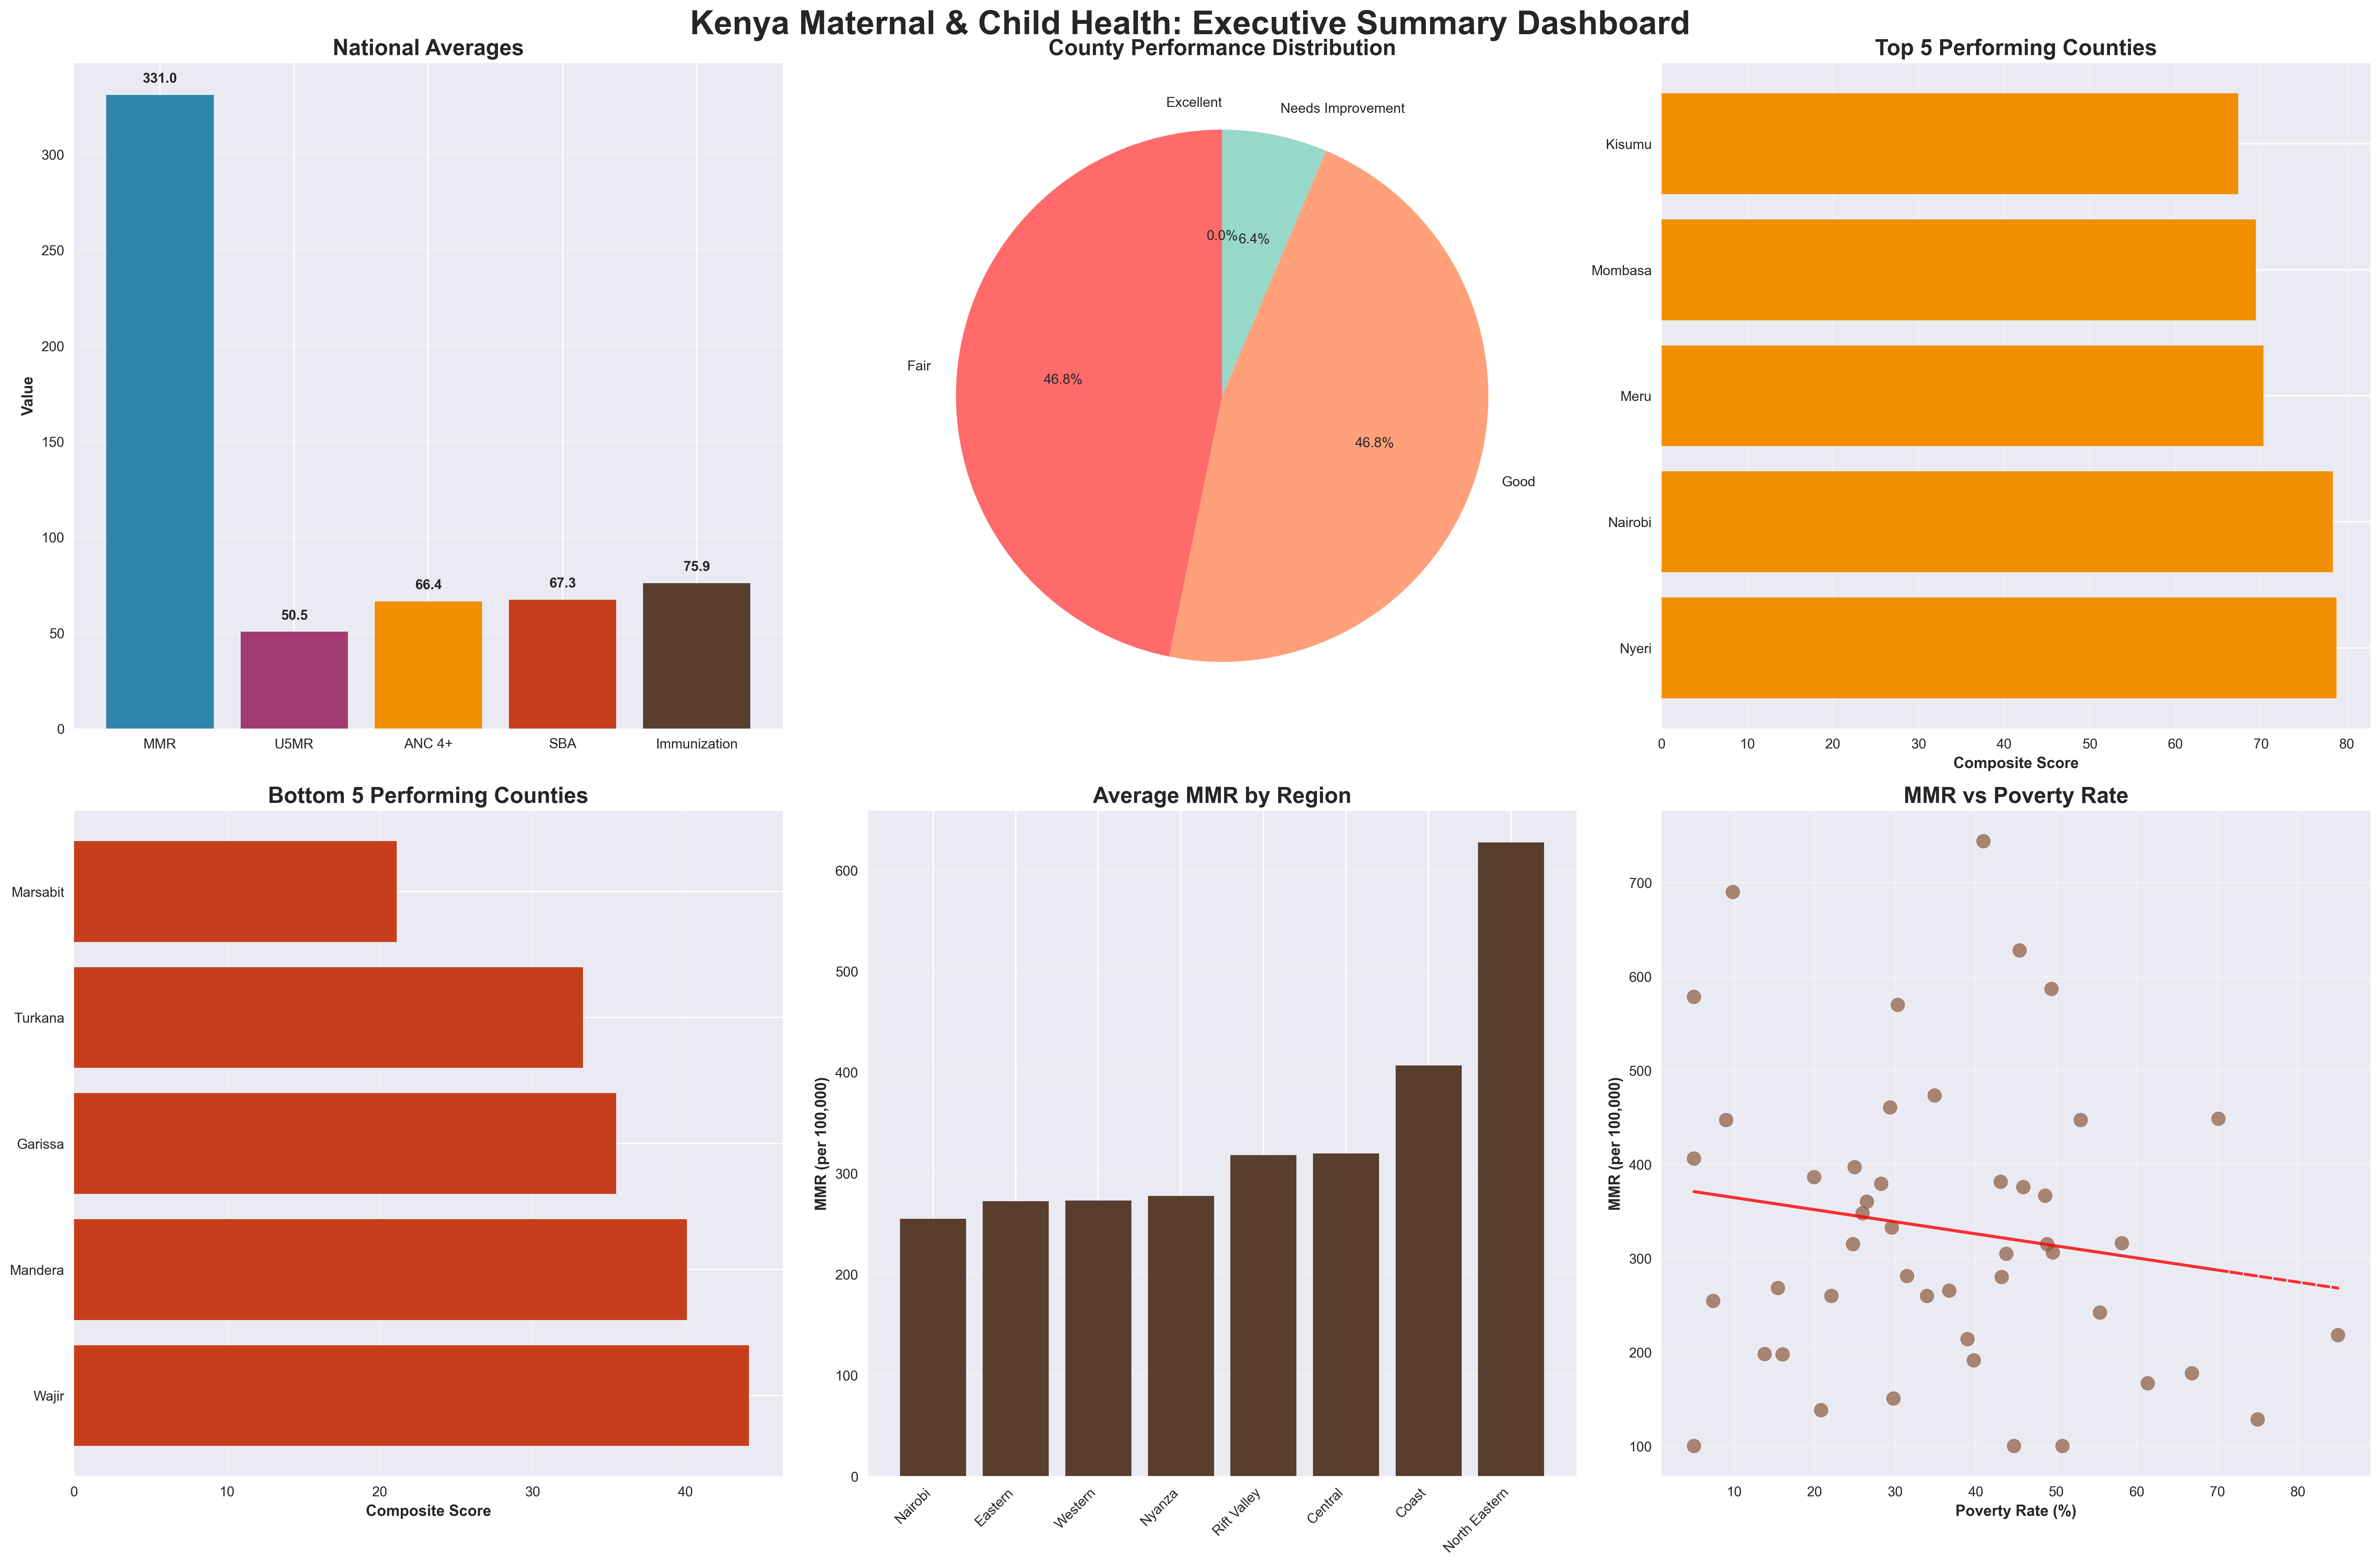 Kenya Maternal & Child Health: Executive Summary Dashboard
National Averages
Value
300
250
200
150
100
50
0
331.0
50.5
66.4
67.3
75.9
MMR
U5MR
ANC 4+
SBA
Immunization
County Performance Distribution
Excellent
Needs Improvement
0.0%
6.4%
Fair
46.8%
46.8%
Good
Top 5 Performing Counties
Kisumu
Mombasa
Meru
Nairobi
Nyeri
0
10
20
30
40
50
60
70
80
Composite Score
Bottom 5 Performing Counties
Marsabit
Turkana
Garissa
Mandera
Wajir
0
10
20
30
40
Composite Score
Average MMR by Region
MMR (per 100,000)
600
500
400
300
200
100
0
Nairobi
Eastern
Western
Nyanza
Rift Valley
Central
Coast
North Eastern
MMR vs Poverty Rate
MMR (per 100,000)
700
600
500
400
300
200
100
10
20
30
40
50
60
70
80
Poverty Rate (%)